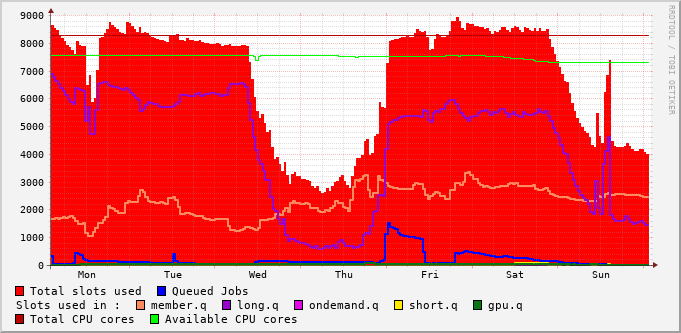 9000
8000
7000
6000
5000
4000
3000
2000
1000
0
Mon Tue Wed Thu Fri Sat Sun
RRDTOOL / TOBI OETIKER
Total slots used Queued Jobs
Slots used in : member.q long.q ondemand.q short.q gpu.q
Total CPU cores Available CPU cores